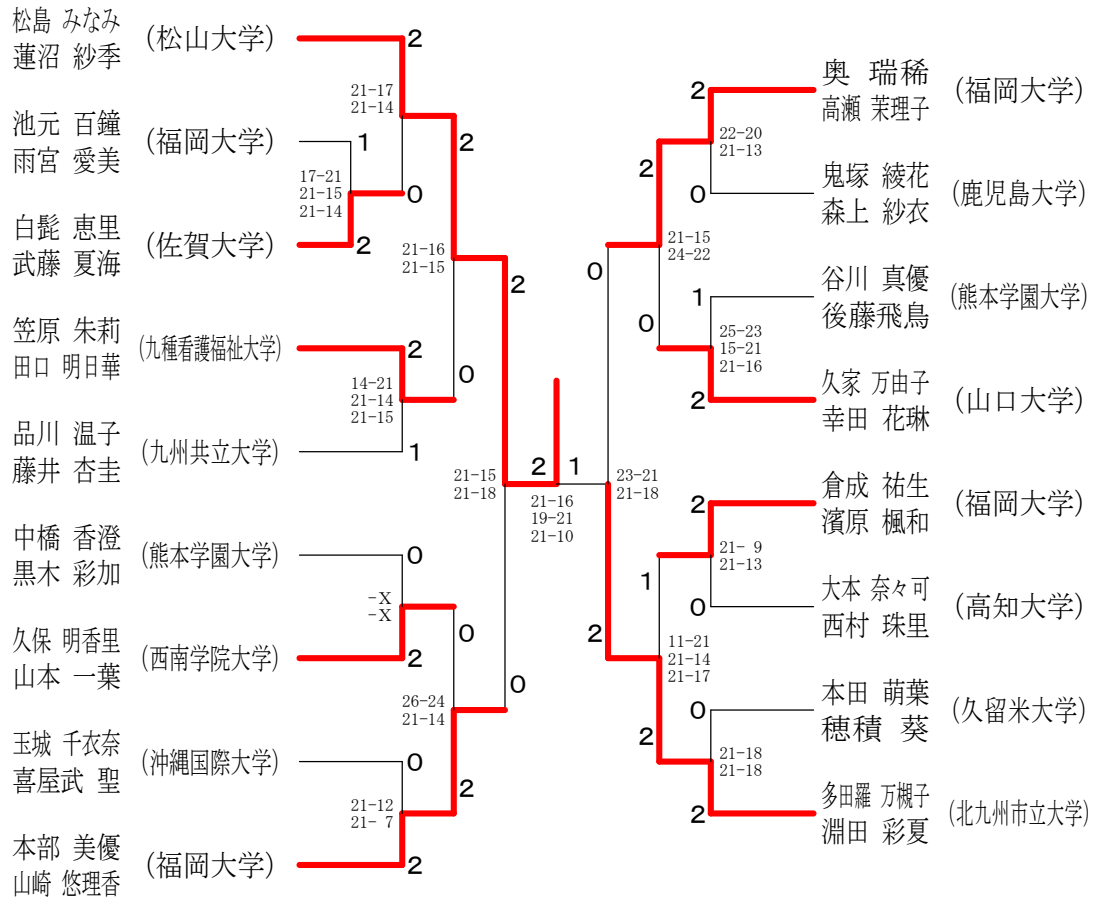 松島 みなみ
蓮沼 紗季
(松山大学)
2
21-17
21-14
池元 百鐘
雨宮 愛美
(福岡大学)
1
17-21
21-15
21-14
0
白髭 恵里
武藤 夏海
(佐賀大学)
2
2
21-16
21-15
笠原 朱莉
田口 明日華
(九種看護福祉大学)
2
14-21
21-14
21-15
0
品川 温子
藤井 杏圭
(九州共立大学)
1
2
21-15
21-18
中橋 香澄
黒木 彩加
(熊本学園大学)
0
-X
-X
久保 明香里
山本 一葉
(西南学院大学)
2
0
26-24
21-14
0
玉城 千衣奈
喜屋武 聖
(沖縄国際大学)
0
21-12
21- 7
2
本部 美優
山崎 悠理香
(福岡大学)
2
2
1
21-16
19-21
21-10
奥 瑞稀
高瀬 茉理子
(福岡大学)
2
22-20
21-13
2
鬼塚 綾花
森上 紗衣
(鹿児島大学)
0
21-15
24-22
0
谷川 真優
後藤飛鳥
(熊本学園大学)
1
25-23
15-21
21-16
0
久家 万由子
幸田 花琳
(山口大学)
2
23-21
21-18
倉成 祐生
濱原 楓和
(福岡大学)
2
21- 9
21-13
1
大本 奈々可
西村 珠里
(高知大学)
0
2
11-21
21-14
21-17
本田 萌葉
穂積 葵
(久留米大学)
0
21-18
21-18
2
多田羅 万槻子
淵田 彩夏
(北九州市立大学)
2